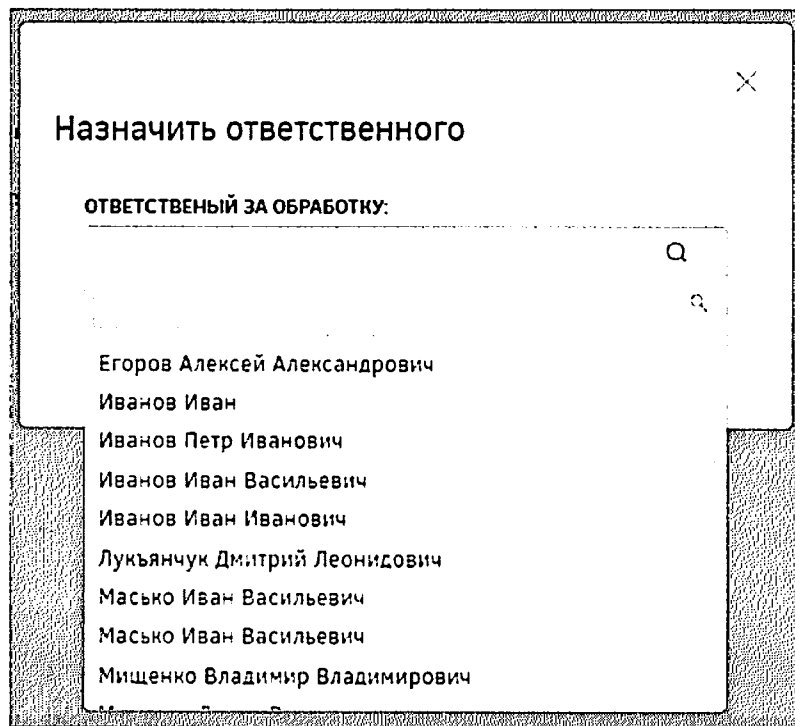 Назначить ответственного
ОТВЕТСТВЕНЫЙ ЗА ОБРАБОТКУ:
Егоров Алексей Александрович
Иванов Иван
Иванов Петр Иванович
Иванов Иван Васильевич
Иванов Иван Иванович
Лукъянчук Дмитрий Леонидович
Масько Иван Васильевич
Масько Иван Васильевич
Мищенко Владимир Владимирович